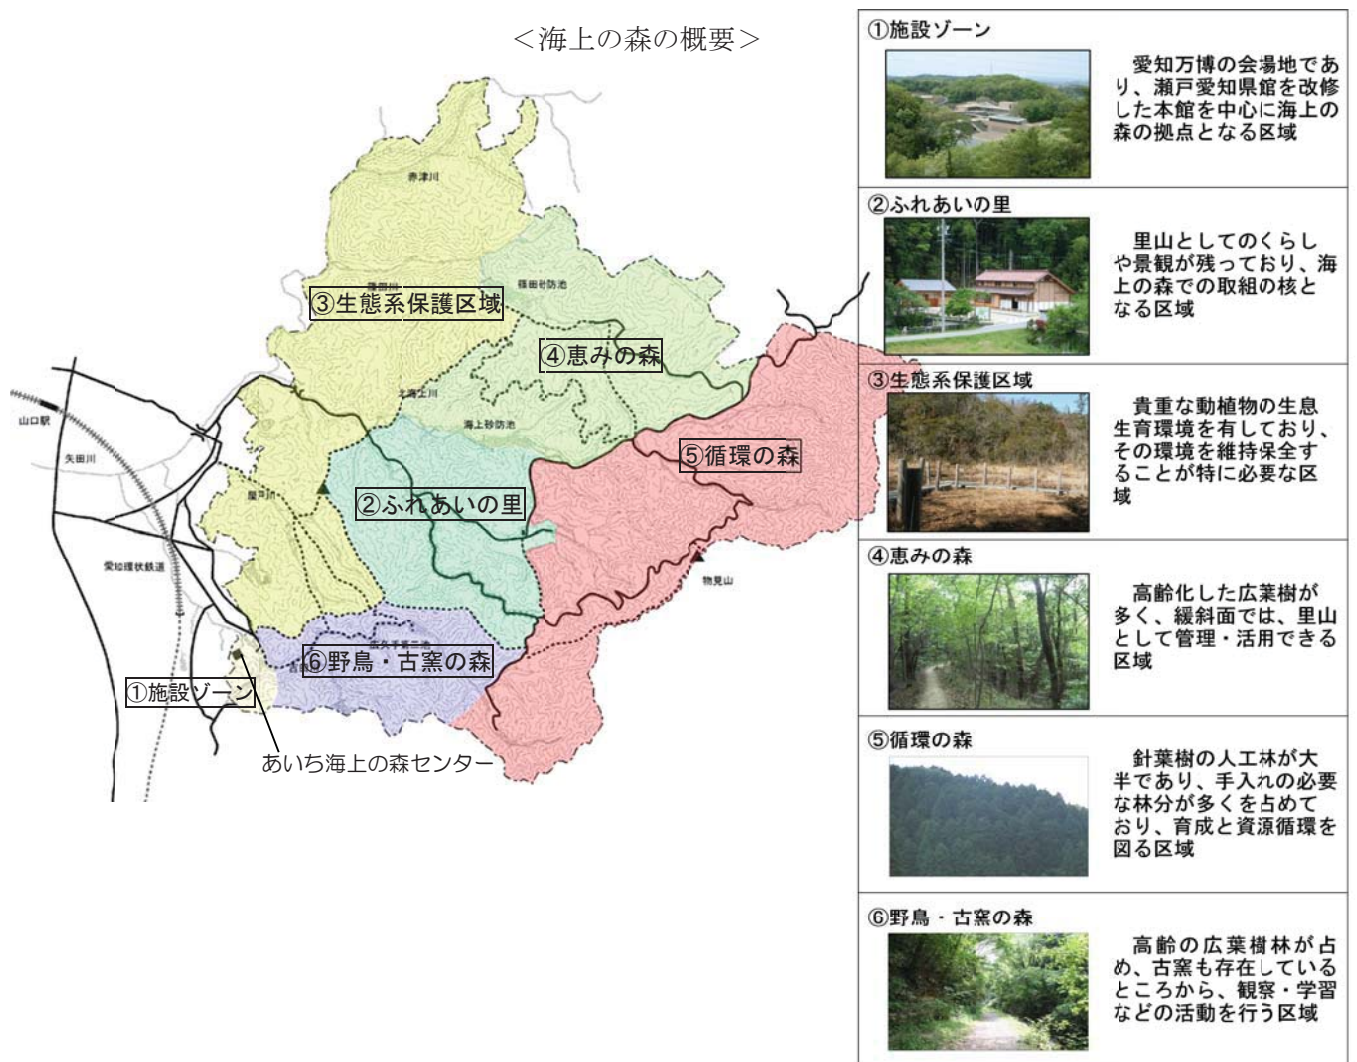 ＜海上の森の概要＞
赤津川
篠田川
篠田砂防池
③生態系保護区域
④恵みの森
海上川
海上砂防池
山口駅
矢田川
⑤循環の森
屋戸川
②ふれあいの里
愛知環状鉄道
物見山
⑥野鳥・古窯の森
①施設ゾーン
あいち海上の森センター
①施設ゾーン
愛知万博の会場地であ
り、瀬戸愛知県館を改修
した本館を中心に海上の
森の拠点となる区域
②ふれあいの里
里山としてのくらし
や景観が残っており、海
上の森での取組の核と
なる区域
③生態系保護区域
貴重な動植物の生息
生育環境を有しており、
その環境を維持保全す
ることが特に必要な区
域
④恵みの森
高齢化した広葉樹が
多く、緩斜面では、里山
として管理・活用できる
区域
⑤循環の森
針葉樹の人工林が大
半であり、手入れの必要
な林分が多くを占めて
おり、育成と資源循環を
図る区域
⑥野鳥‐古窯の森
高齢の広葉樹林が占
め、古窯も存在している
ところから、観察・学習
などの活動を行う区域